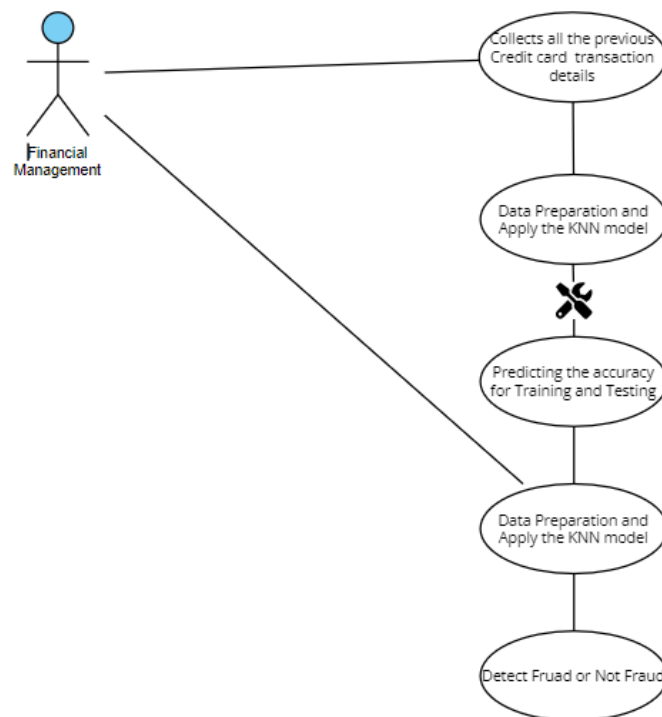 Collects all the previous
Credit card transaction
details
Financial
Management
Data Preparation and
Apply the KNN model
Predicting the accuracy
for Training and Testing
Data Preparation and
Apply the KNN model
Detect Fruad or Not Fraud